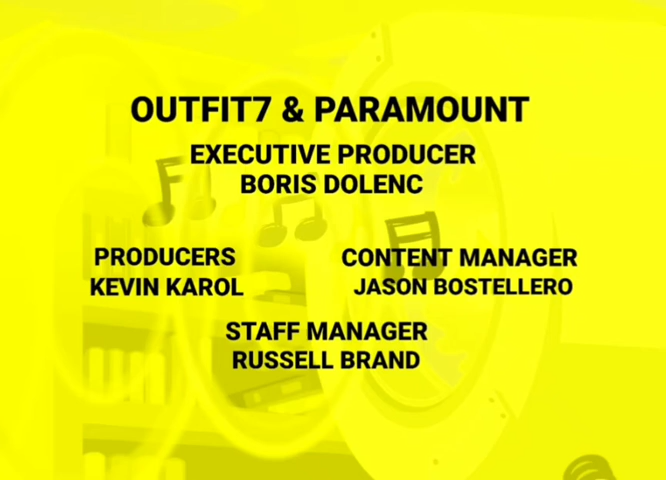 OUTFIT7 & PARAMOUNT
EXECUTIVE PRODUCER
BORIS DOLENC
PRODUCERS
KEVIN KAROL
CONTENT MANAGER
JASON BOSTELLERO
STAFF MANAGER
RUSSELL BRAND